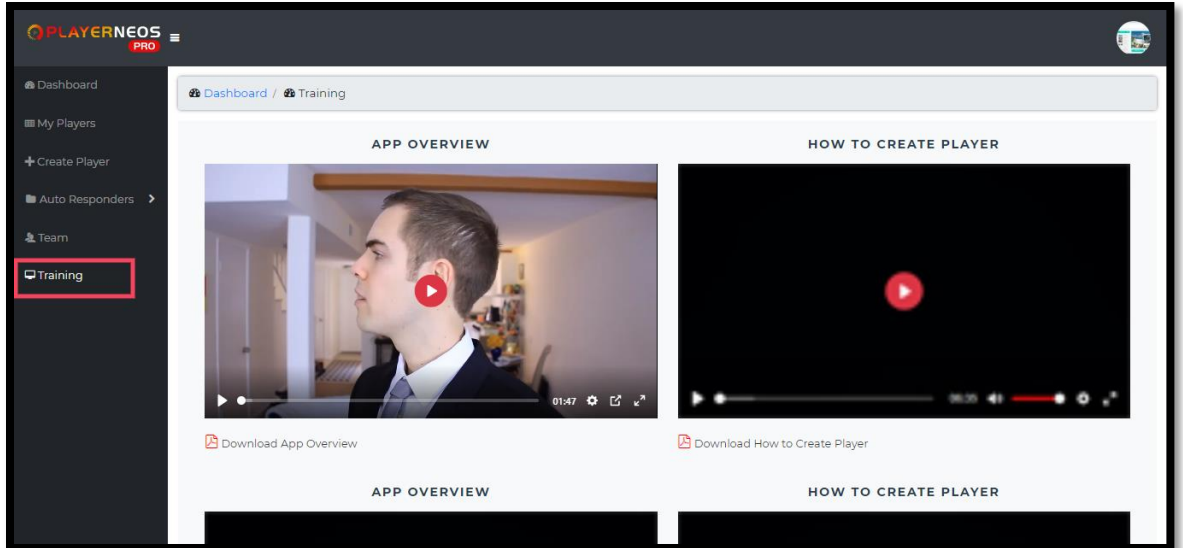 PLAYERNEOS
PRO
Dashboard
My Players
Create Player
Auto Responders
Team
Training
Dashboard / Training
APP OVERVIEW
HOW TO CREATE PLAYER
01:47
Download App Overview
Download How to Create Player
APP OVERVIEW
HOW TO CREATE PLAYER